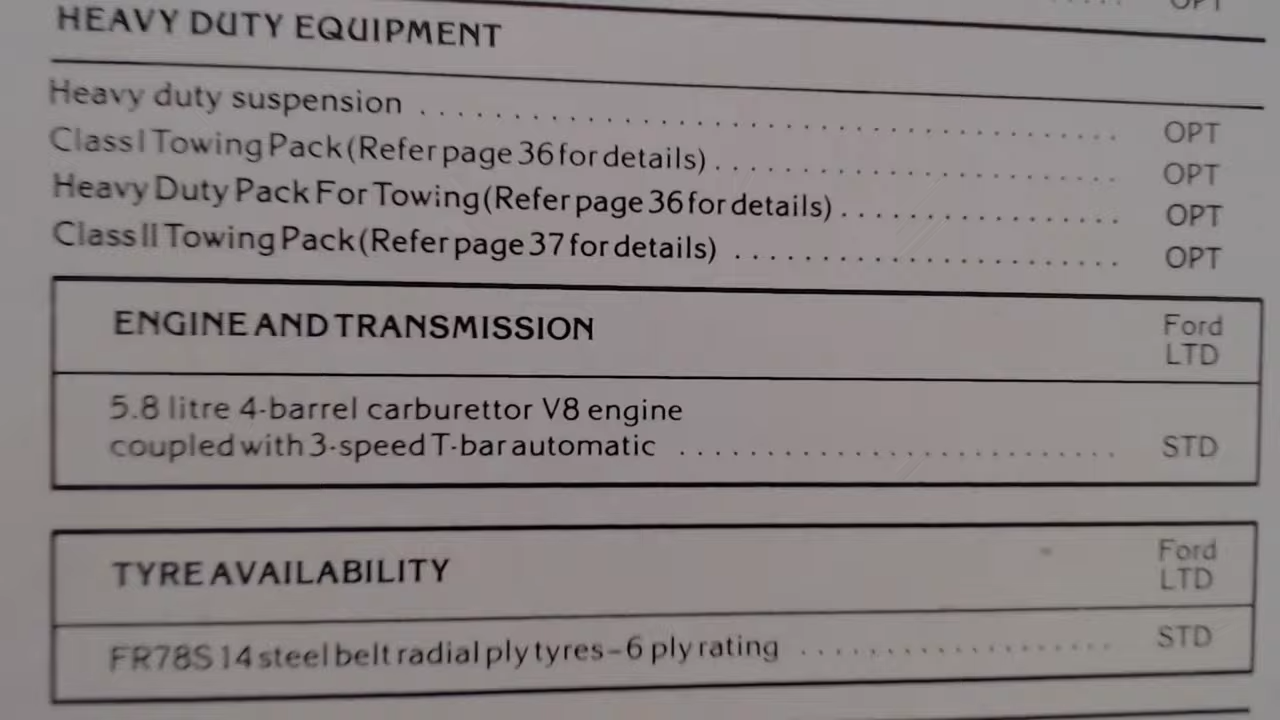 OPT
HEAVY DUTY EQUIPMENT
Heavy duty suspension . . . . . . . . . . . . . . . . . . . . . . . . OPT
Class I Towing Pack (Refer page 36 for details) . . . . . . . . . . . . . . OPT
Heavy Duty Pack For Towing (Refer page 36 for details) . . . . . . . . . . OPT
Class II Towing Pack (Refer page 37 for details) . . . . . . . . . . . . . . OPT
ENGINE AND TRANSMISSION Ford
LTD
5.8 litre 4-barrel carburettor V8 engine
coupled with 3-speed T-bar automatic . . . . . . . . . . . . . . . . STD
TYRE AVAILABILITY Ford
LTD
FR78S 14 steel belt radial ply tyres–6 ply rating . . . . . . . . . . . . STD